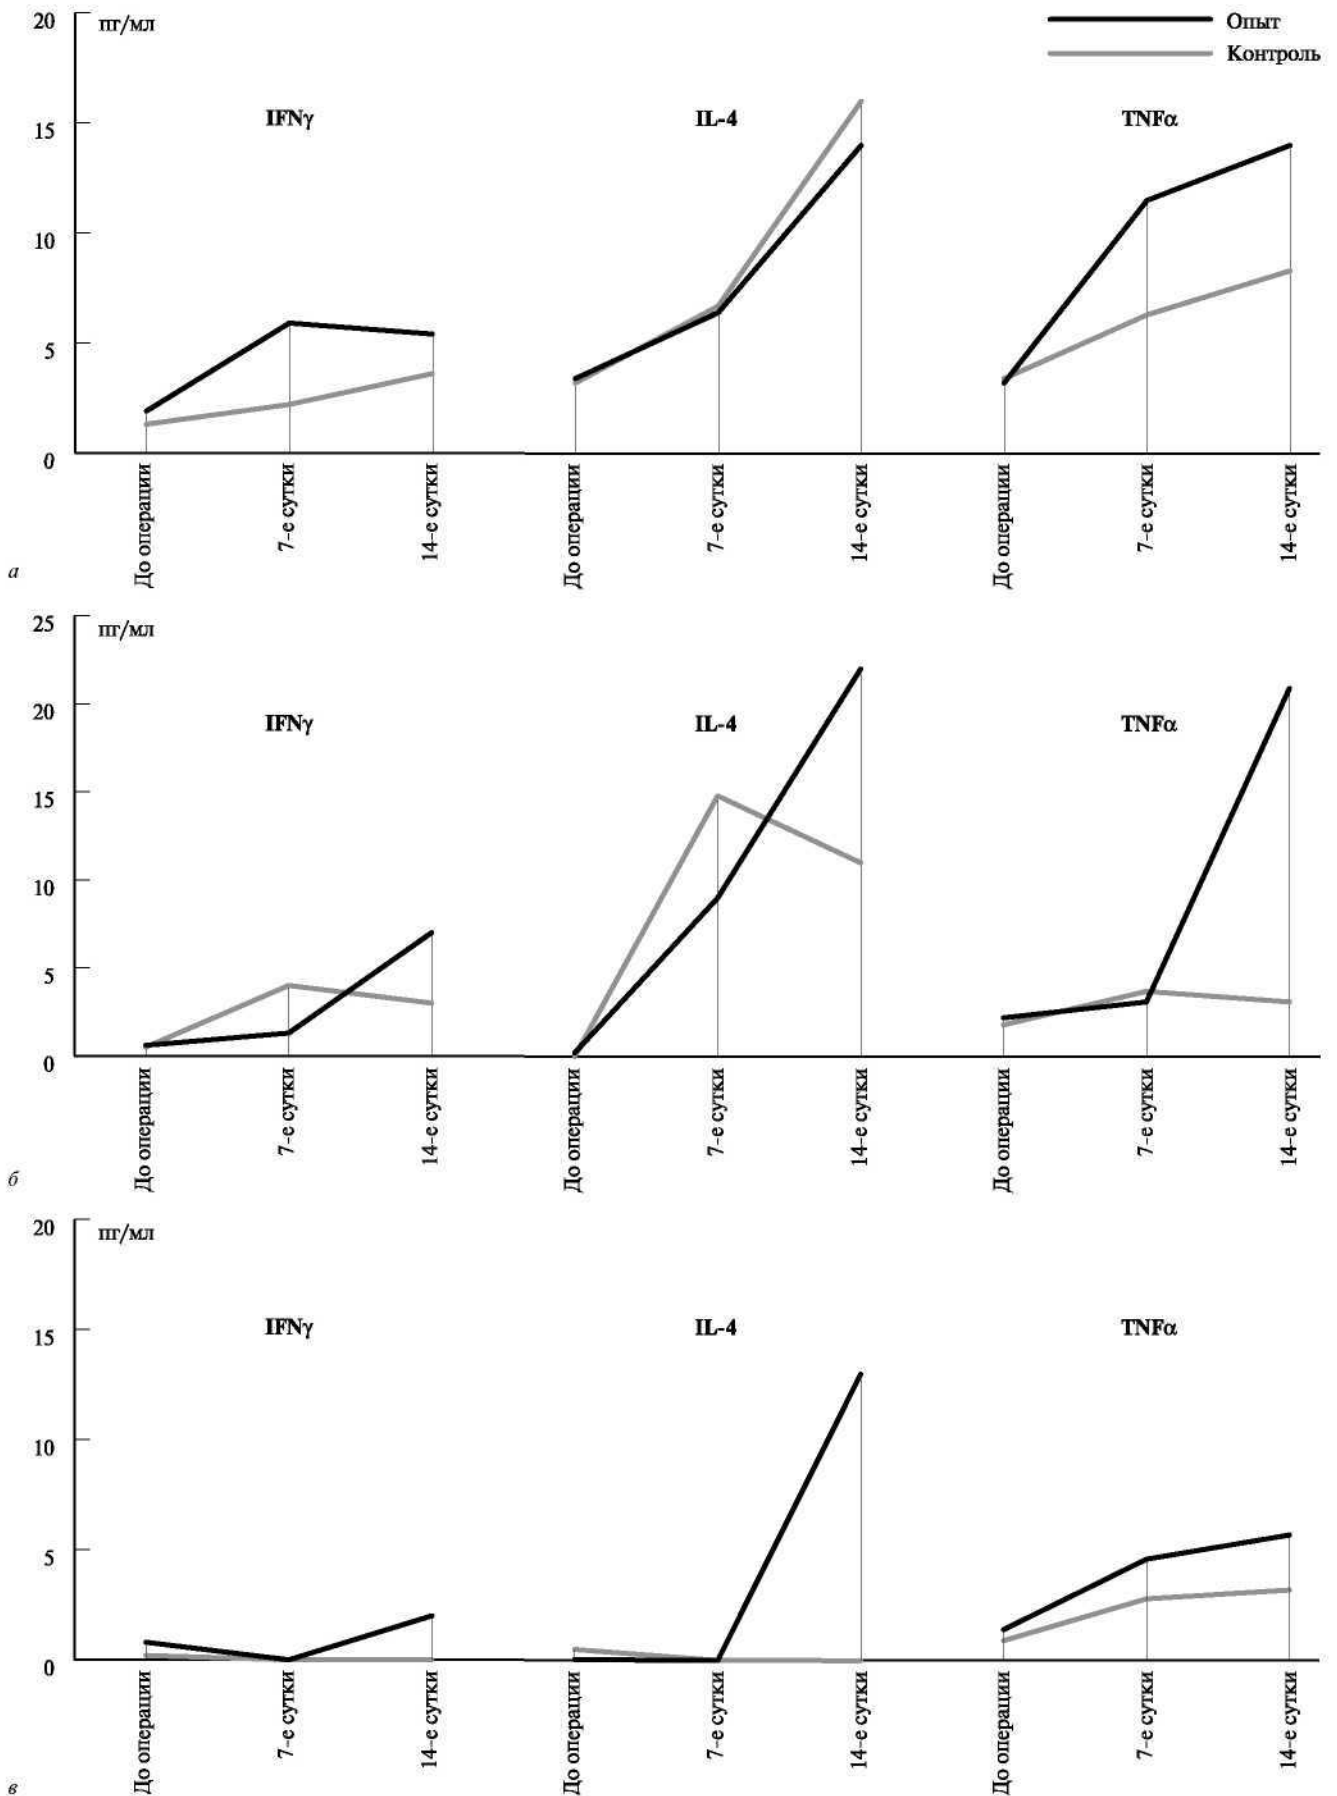 20 пг/мл Опыт
Контроль
IFNγ IL-4 TNFα
15
10
5
0
До операции 7-е сутки 14-е сутки До операции 7-е сутки 14-е сутки До операции 7-е сутки 14-е сутки
а
25 пг/мл
20
IFNγ IL-4 TNFα
15
10
5
0
До операции 7-е сутки 14-е сутки До операции 7-е сутки 14-е сутки До операции 7-е сутки 14-е сутки
б
20 пг/мл
IFNγ IL-4 TNFα
15
10
5
0
До операции 7-е сутки 14-е сутки До операции 7-е сутки 14-е сутки До операции 7-е сутки 14-е сутки
в